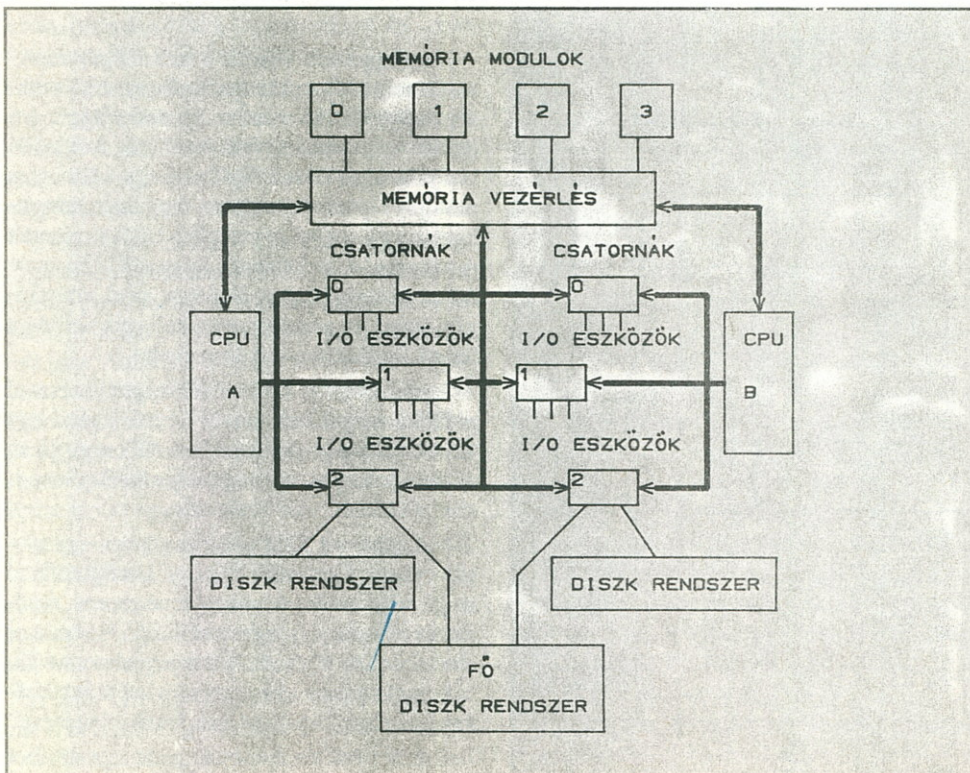 MEMÓRIA MODULOK
0 1 2 3
MEMÓRIA VEZÉRLÉS
CSATORNÁK CSATORNÁK
0 0
CPU I/O ESZKÖZÖK I/O ESZKÖZÖK CPU
1 1
A B
I/O ESZKÖZÖK I/O ESZKÖZÖK
2 2
DISZK RENDSZER DISZK RENDSZER
FŐ
DISZK RENDSZER